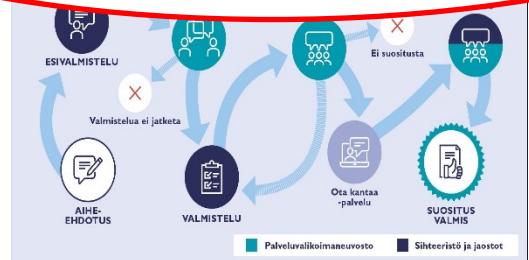 ESIVALMISTELU
Ei suositusta
Valmistelua ei jatketa
AIHE-
EHDOTUS
VALMISTELU
Ota kantaa
-palvelu
SUOSITUS
VALMIS
Palveluvalikoimaneuvosto
Sihteeristö ja jaostot